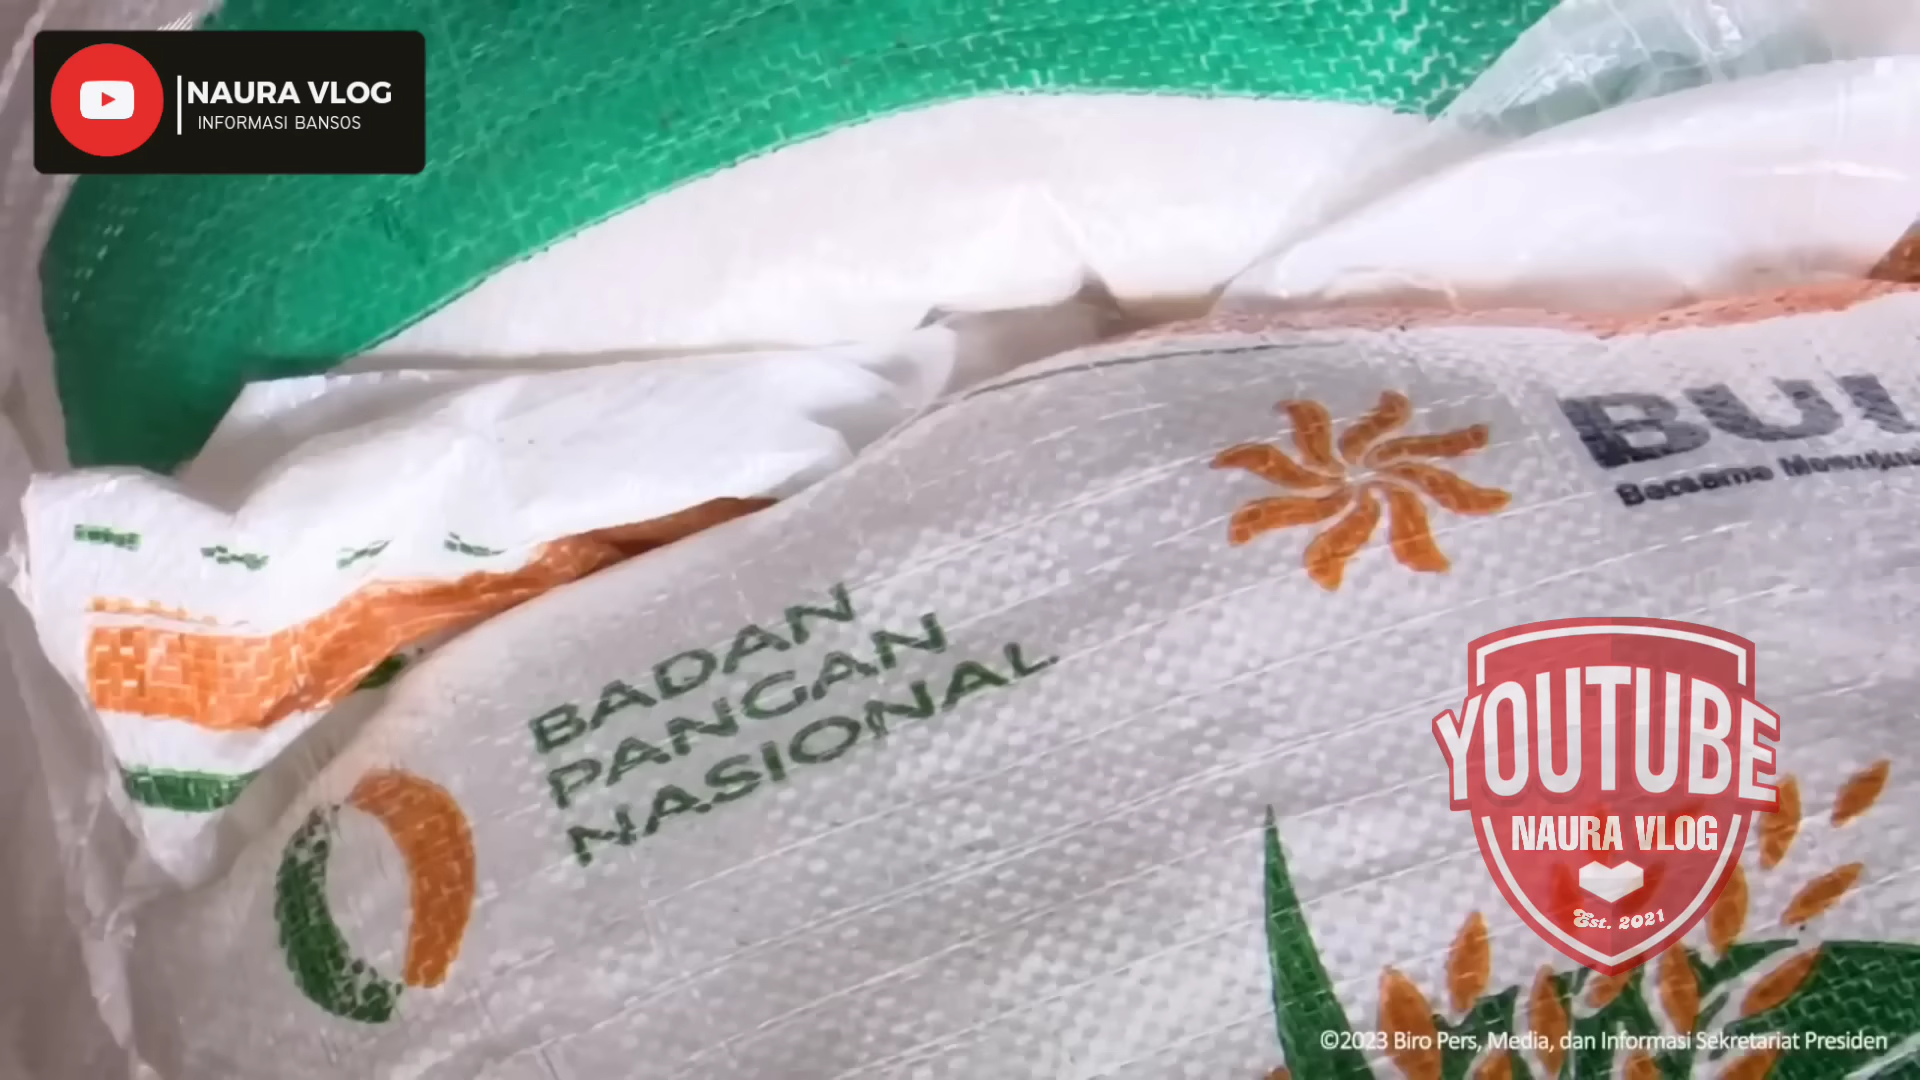 NAURA VLOG
INFORMASI BANSOS
BUL
BADAN
PANGAN
NASIONAL
YOUTUBE
NAURA VLOG
Est. 2021
©2023 Biro Pers, Media, dan Informasi Sekretariat Presiden